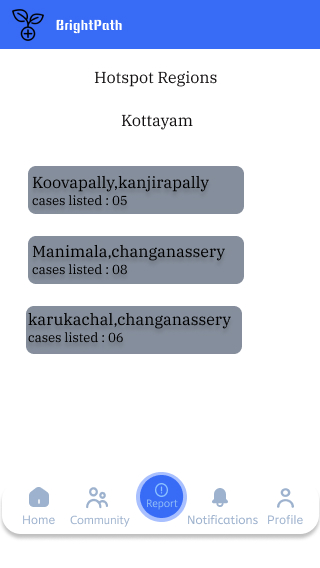 BrightPath
Hotspot Regions
Kottayam
Koovapally,kanjirapally
cases listed : 05
Manimala,changanassery
cases listed : 08
karukachal,changanassery
cases listed : 06
Report
Home Community Notifications Profile